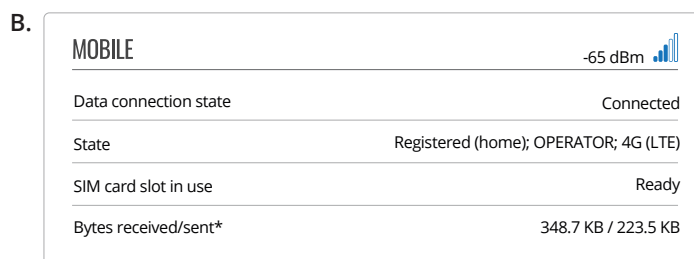 B.
MOBILE -65 dBm
Data connection state Connected
State Registered (home); OPERATOR; 4G (LTE)
SIM card slot in use Ready
Bytes received/sent* 348.7 KB / 223.5 KB